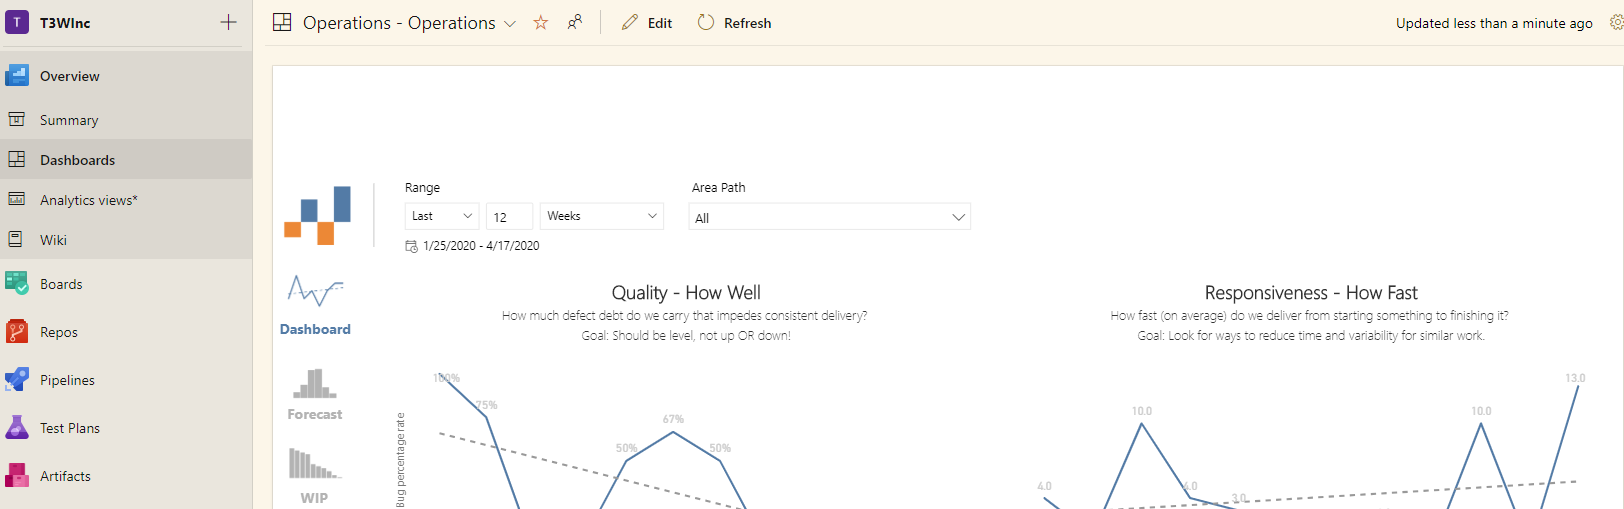 T
T3WInc
Overview
Summary
Dashboards
Analytics views*
Wiki
Boards
Repos
Pipelines
Test Plans
Artifacts
Operations - Operations
Edit
Refresh
Updated less than a minute ago
Range
Last
12
Weeks
1/25/2020 - 4/17/2020
Area Path
All
Dashboard
Forecast
WIP
Quality - How Well
How much defect debt do we carry that impedes consistent delivery?
Goal: Should be level, not up OR down!
100%
75%
50%
67%
50%
Bug percentage rate
Responsiveness - How Fast
How fast (on average) do we deliver from starting something to finishing it?
Goal: Look for ways to reduce time and variability for similar work.
4.0
10.0
4.0
3.0
10.0
13.0